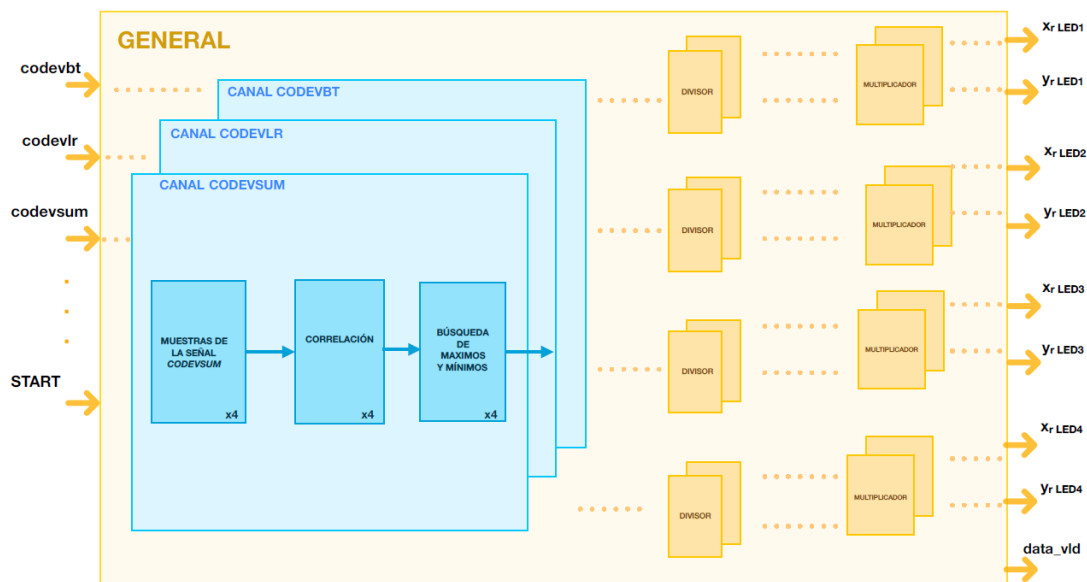 GENERAL
codevbt
codevlr
codevsum
START
CANAL CODEVBT
CANAL CODEVLR
CANAL CODEVSUM
MUESTRAS DE
LA SEÑAL
CODEVSUM
x4
CORRELACIÓN
x4
BÚSQUEDA
DE
MAXIMOS
Y MÍNIMOS
x4
DIVISOR
MULTIPLICADOR
xr LED1
yr LED1
DIVISOR
MULTIPLICADOR
xr LED2
yr LED2
DIVISOR
MULTIPLICADOR
xr LED3
yr LED3
DIVISOR
MULTIPLICADOR
xr LED4
yr LED4
data_vld